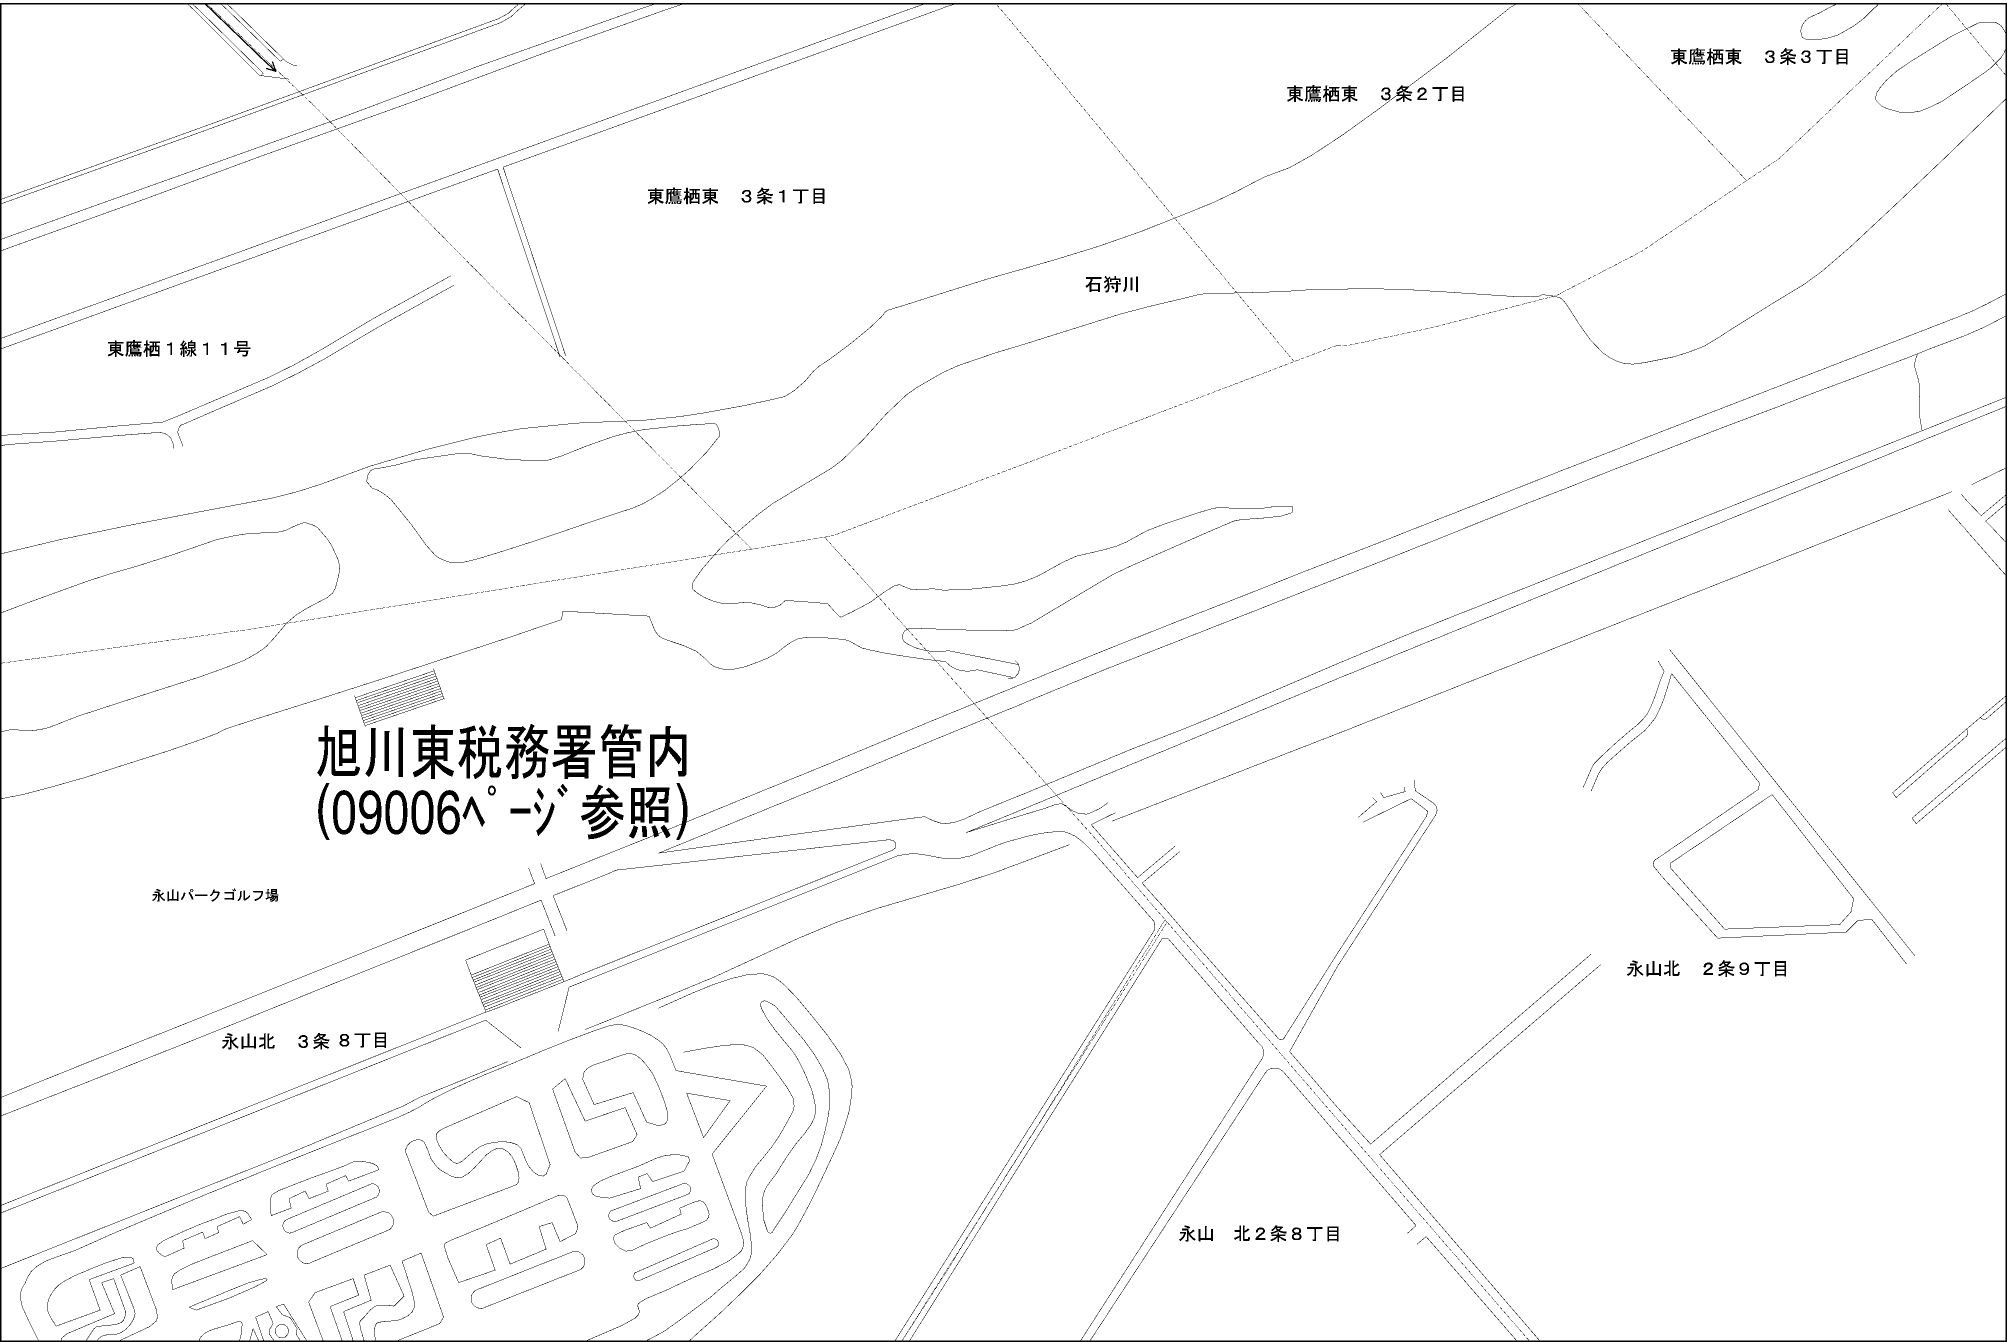 東鷹栖東　３条３丁目
東鷹栖東　３条２丁目
東鷹栖東　３条１丁目
石狩川
東鷹栖１線１１号
旭川東税務署管内
(09006ﾍﾟｰｼﾞ参照)
永山パークゴルフ場
永山北　２条９丁目
永山北　３条８丁目
永山　北２条８丁目